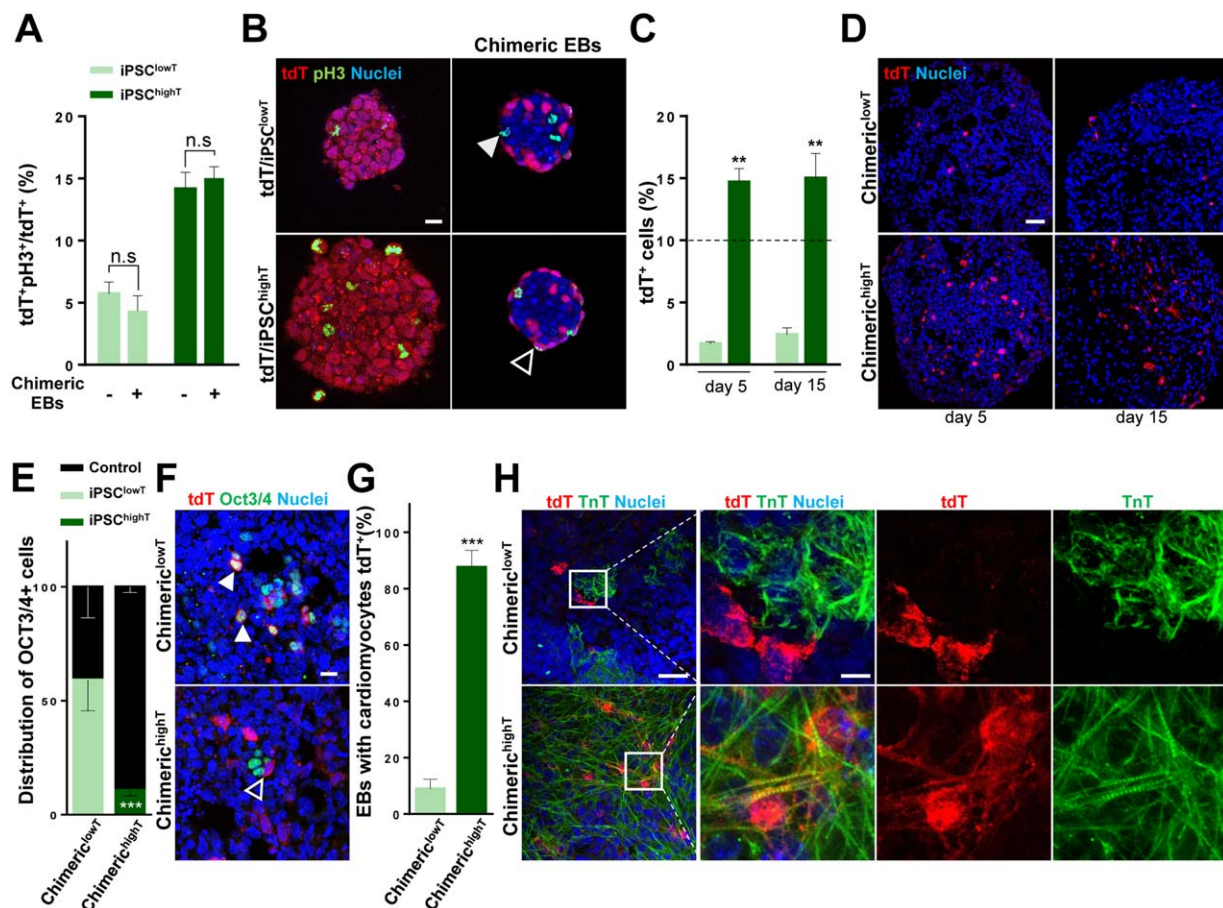 A
iPSClowT
iPSChighT
tdT+pH3+/tdT+ (%)
20
15
10
5
0
n.s
n.s
Chimeric EBs
- + - +
B
Chimeric EBs
tdT pH3 Nuclei
tdT/iPSClowT
tdT/iPSChighT
C
tdT+ cells (%)
20
15
10
5
0
**
**
day 5
day 15
D
tdT Nuclei
ChimericlowT
ChimerichighT
day 5
day 15
E
Control
iPSClowT
iPSChighT
Distribution of OCT3/4+ cells
100
50
0
***
ChimericlowT
ChimerichighT
F
tdT Oct3/4 Nuclei
ChimericlowT
ChimerichighT
G
EBs with cardiomyocytes tdT+(%)
100
80
60
40
20
0
***
ChimericlowT
ChimerichighT
H
tdT TnT Nuclei
tdT TnT Nuclei
tdT
TnT
ChimericlowT
ChimerichighT